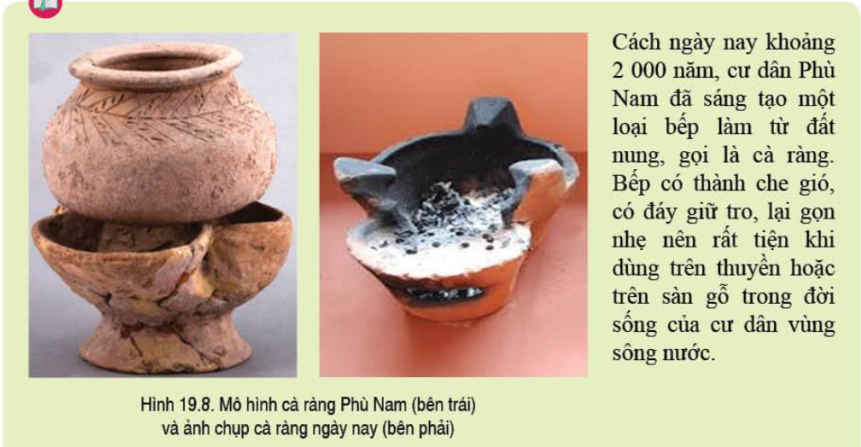 Cách ngày nay khoảng
2 000 năm, cư dân Phù
Nam đã sáng tạo một
loại bếp làm từ đất
nung, gọi là cà ràng.
Bếp có thành che gió,
có đáy giữ tro, lại gọn
nhẹ nên rất tiện khi
dùng trên thuyền hoặc
trên sàn gỗ trong đời
sống của cư dân vùng
sông nước.
Hình 19.8. Mô hình cà ràng Phù Nam (bên trái)
và ảnh chụp cà ràng ngày nay (bên phải)